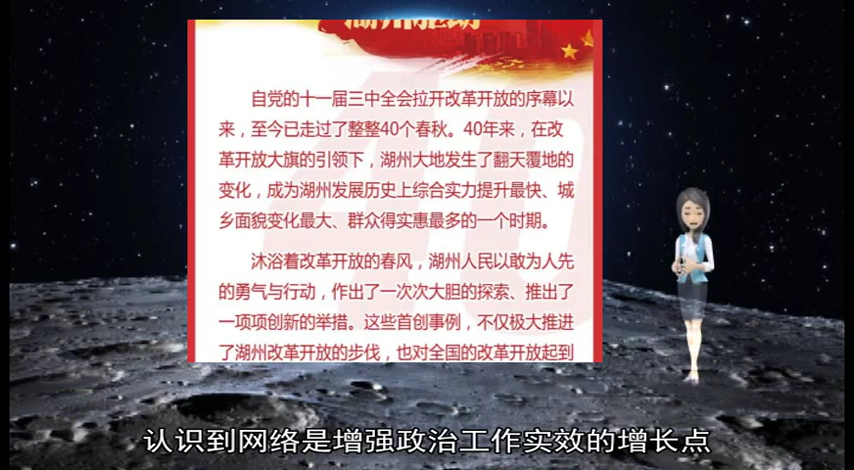 自党的十一届三中全会拉开改革开放的序幕以
来，至今已走过了整整40个春秋。40年来，在改
革开放大旗的引领下，湖州大地发生了翻天覆地的
变化，成为湖州发展历史上综合实力提升最快、城
乡面貌变化最大、群众得实惠最多的一个时期。
沐浴着改革开放的春风，湖州人民以敢为人先
的勇气与行动，作出了一次次大胆的探索、推出了
一项项创新的举措。这些首创事例，不仅极大推进
了湖州改革开放的步伐，也对全国的改革开放起到
认识到网络是增强政治工作实效的增长点